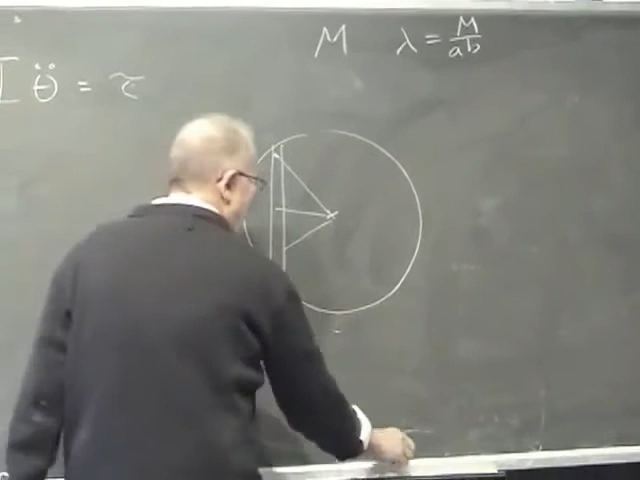 M λ = M/ab
I θ̈ = τ